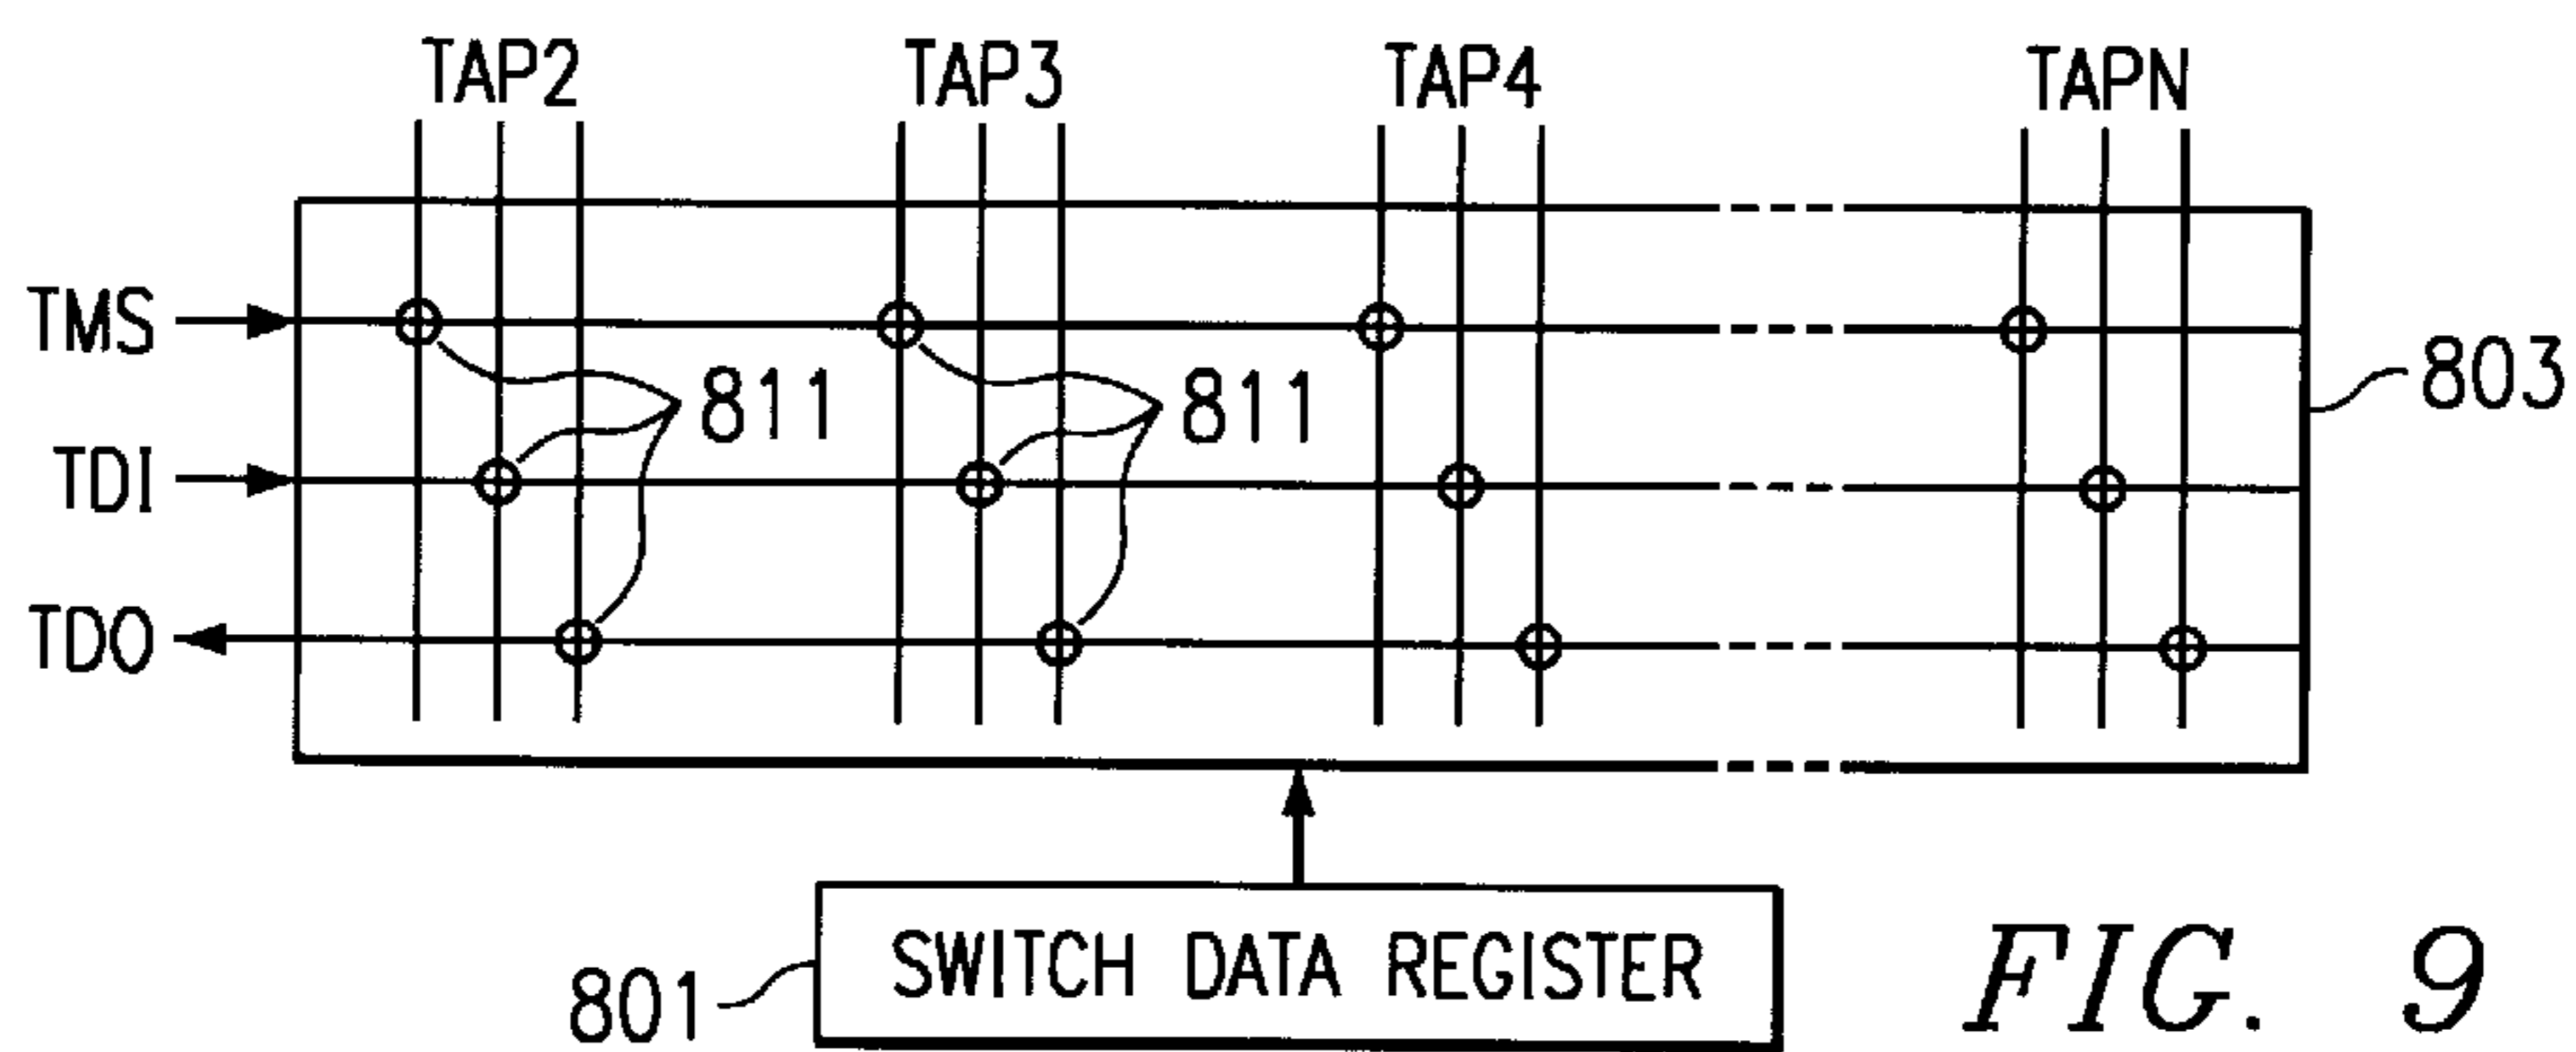 TAP2 TAP3 TAP4 TAPN
TMS
811 811 803
TDI
TDO
801 SWITCH DATA REGISTER
FIG. 9